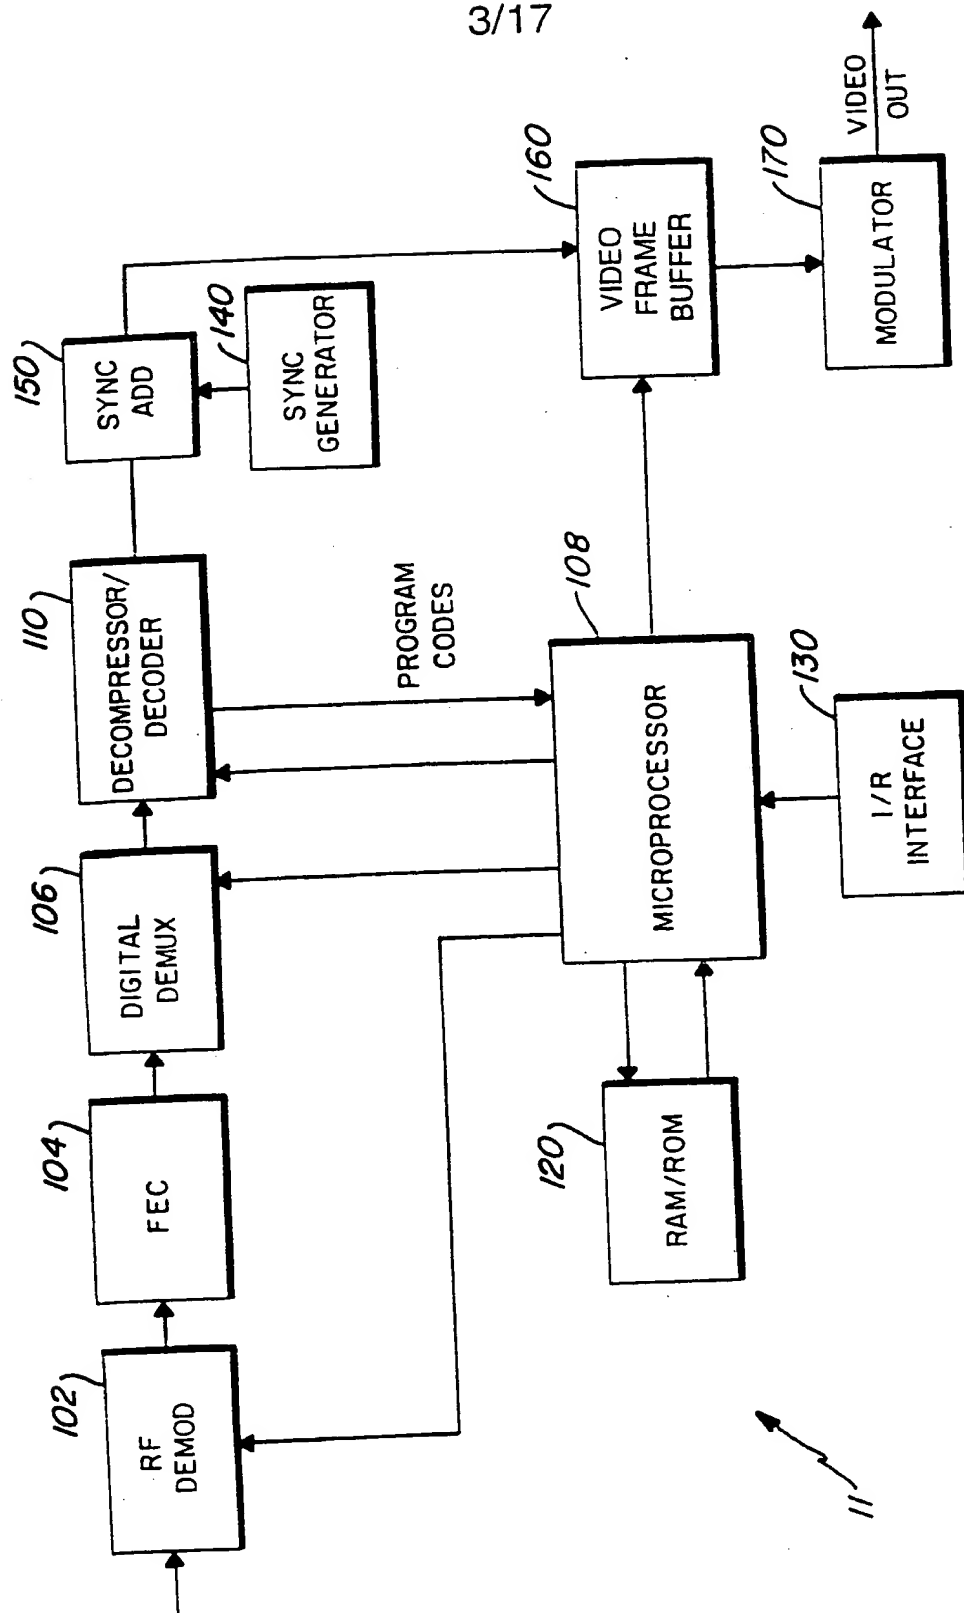 3/17
102
RF
DEMOD
104
FEC
106
DIGITAL
DEMUX
110
DECOMPRESSOR/
DECODER
150
SYNC
ADD
140
SYNC
GENERATOR
PROGRAM
CODES
160
VIDEO
FRAME
BUFFER
108
MICROPROCESSOR
120
RAM/ROM
130
I/R
INTERFACE
170
MODULATOR
VIDEO
OUT
11